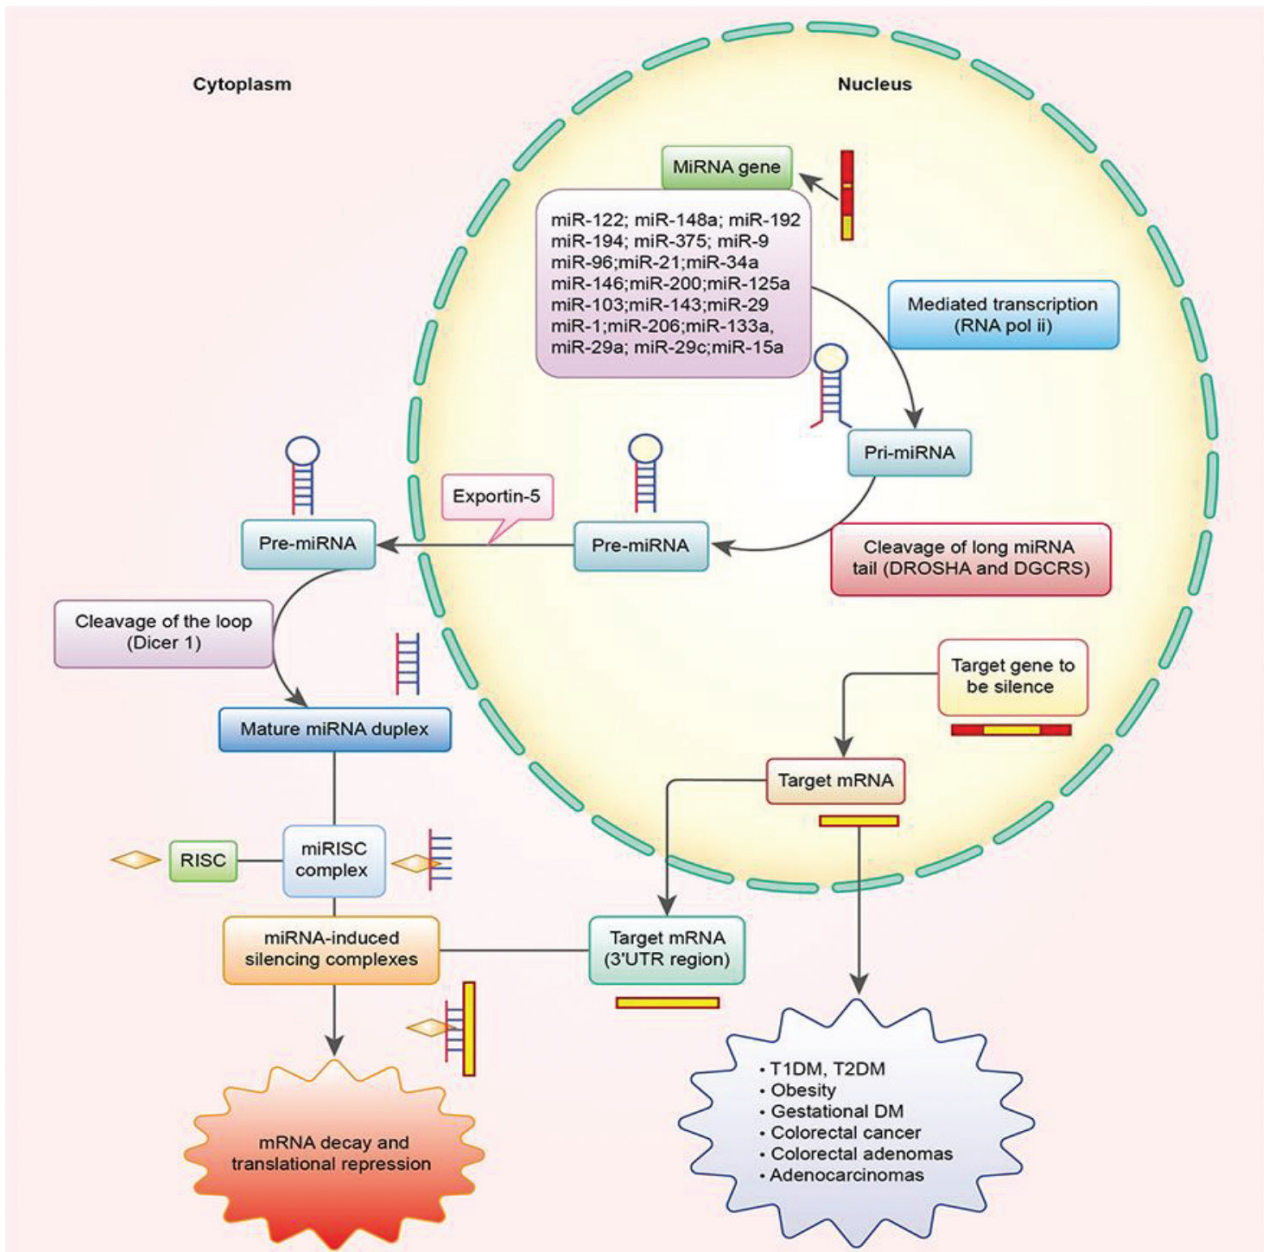 Cytoplasm
Nucleus
MiRNA gene
miR-122; miR-148a; miR-192
miR-194; miR-375; miR-9
miR-96;miR-21;miR-34a
miR-146;miR-200;miR-125a
miR-103;miR-143;miR-29
miR-1;miR-206;miR-133a,
miR-29a; miR-29c;miR-15a
Mediated transcription
(RNA pol ii)
Pri-miRNA
Cleavage of long miRNA
tail (DROSHA and DGCRS)
Pre-miRNA
Exportin-5
Pre-miRNA
Cleavage of the loop
(Dicer 1)
Mature miRNA duplex
RISC
miRISC
complex
miRNA-induced
silencing complexes
mRNA decay and
translational repression
Target gene to
be silence
Target mRNA
Target mRNA
(3'UTR region)
• T1DM, T2DM
• Obesity
• Gestational DM
• Colorectal cancer
• Colorectal adenomas
• Adenocarcinomas